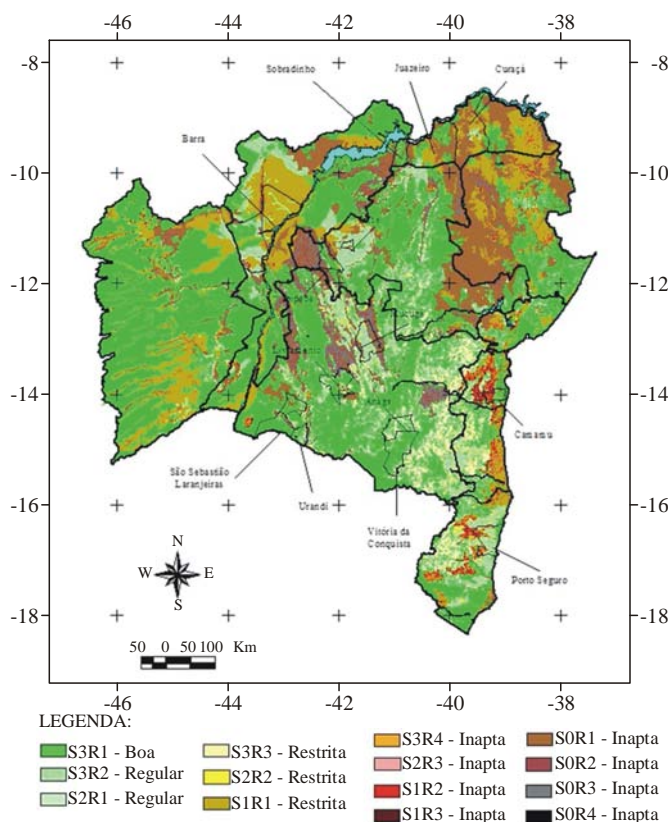 -46 -44 -42 -40 -38
-8 -8
Sobradinho
Juazeiro
Curaçá
Barra
-10 -10
-12 -12
-14 -14
Camamu
São Sebastião
Laranjeiras
Urandi
Vitória da
Conquista
-16 -16
Porto Seguro
N
W E
S
-18 -18
50 0 50 100 Km
-46 -44 -42 -40 -38
LEGENDA:
S3R1 - Boa
S3R2 - Regular
S2R1 - Regular
S3R3 - Restrita
S2R2 - Restrita
S1R1 - Restrita
S3R4 - Inapta
S2R3 - Inapta
S1R2 - Inapta
S1R3 - Inapta
S0R1 - Inapta
S0R2 - Inapta
S0R3 - Inapta
S0R4 - Inapta